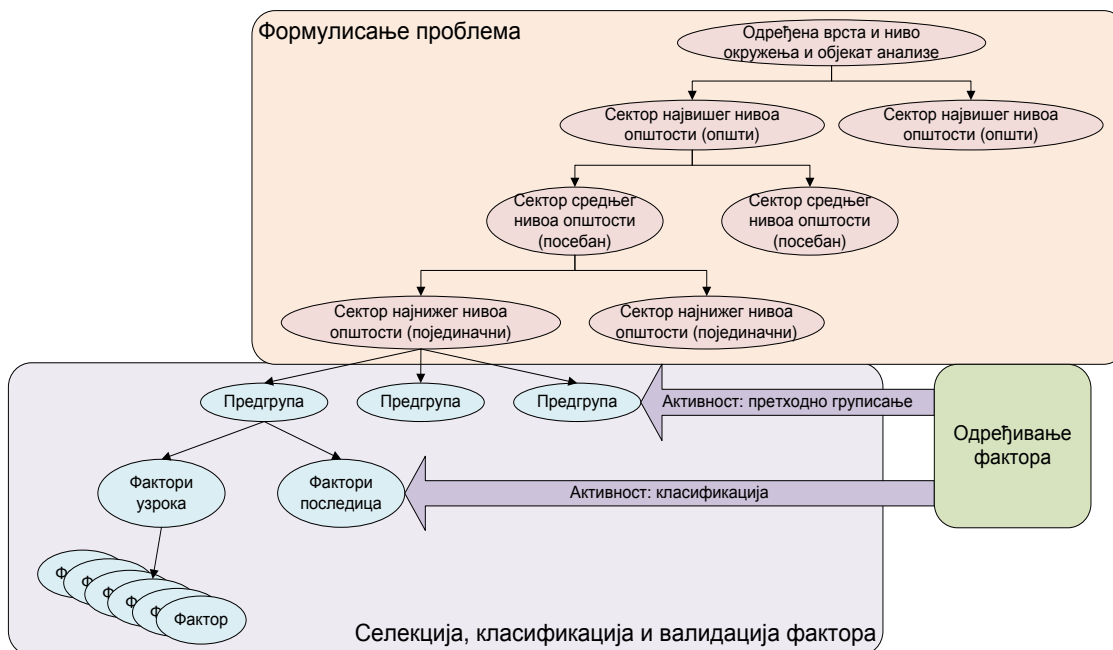 Формулисање проблема
Одређена врста и ниво
окружења и објекат анализе
Сектор највишег нивоа
општости (општи)
Сектор највишег нивоа
општости (општи)
Сектор средњег
нивоа општости
(посебан)
Сектор средњег
нивоа општости
(посебан)
Сектор најнижег нивоа
општости (појединачни)
Сектор најнижег нивоа
општости (појединачни)
Предгрупа
Предгрупа
Предгрупа
Активност: претходно груписање
Одређивање
фактора
Фактори
узрока
Фактори
последица
Активност: класификација
Ф
Ф
Ф
Ф
Ф
Фактор
Селекција, класификација и валидација фактора